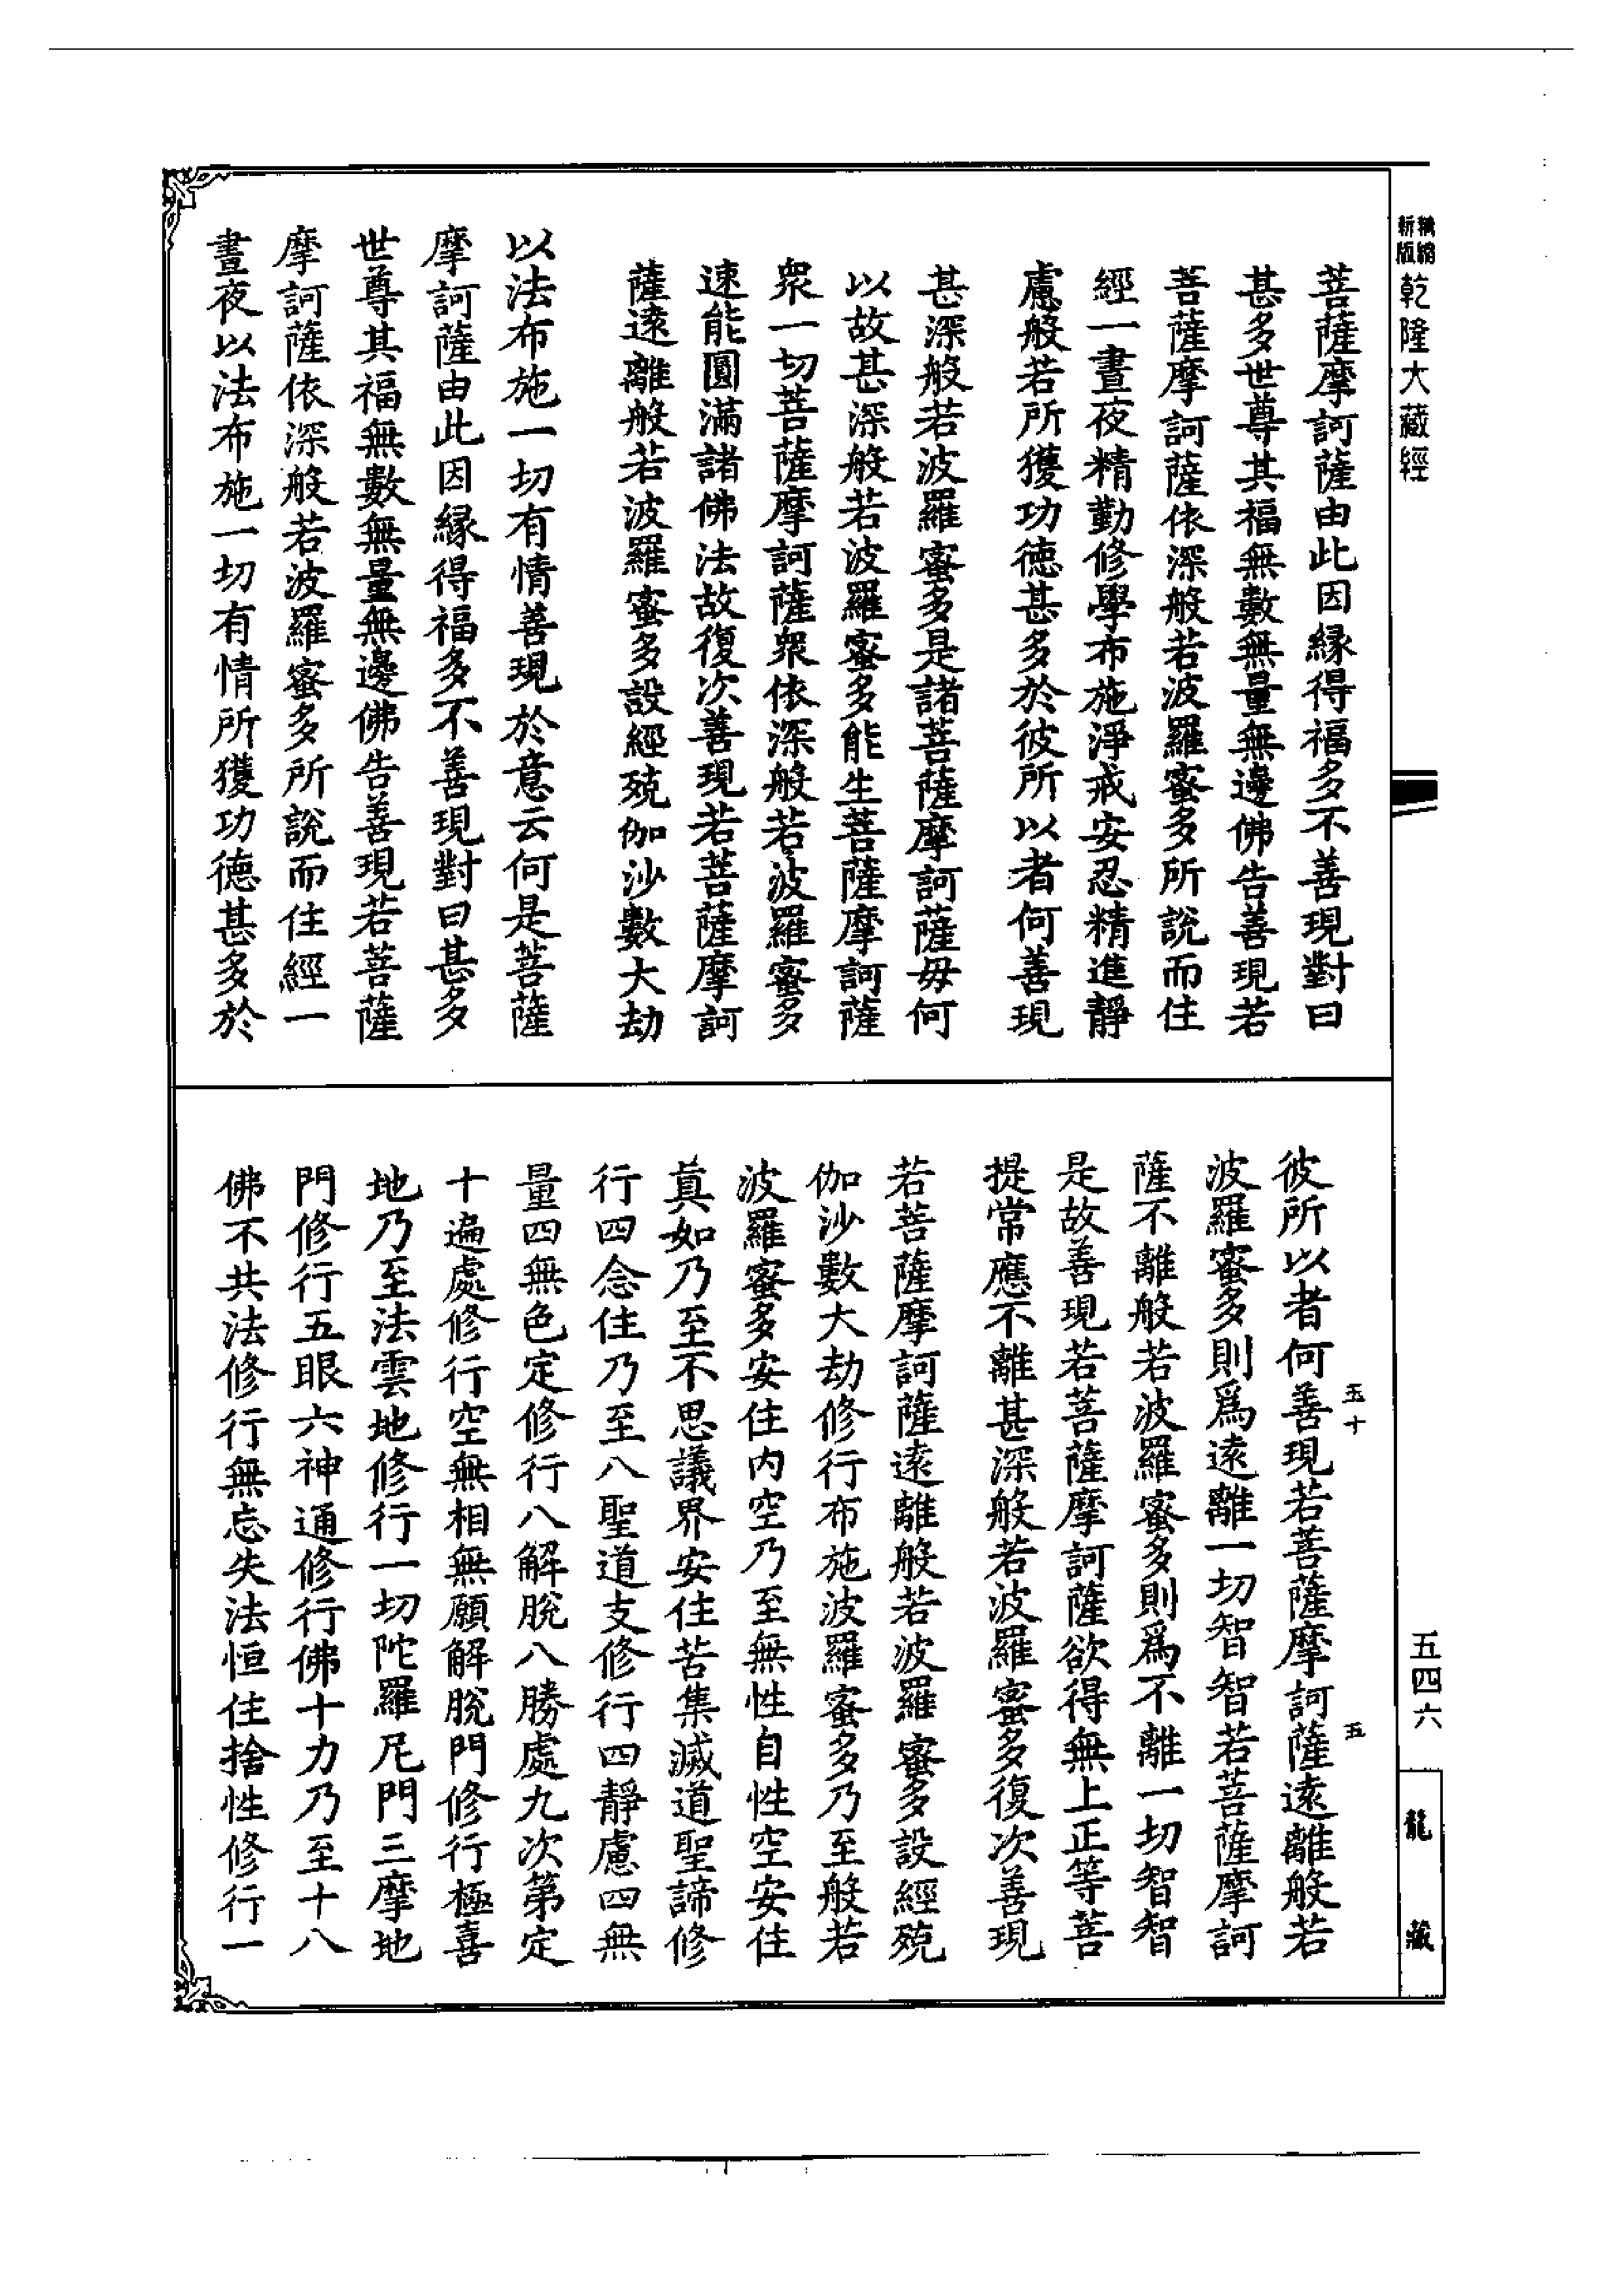 精縮新版
乾隆大藏經
菩薩摩訶薩由此因緣得福多不善現對曰
甚多世尊其福無數無量無邊佛告善現若
菩薩摩訶薩依深般若波羅蜜多所說而住
經一晝夜精勤修學布施淨戒安忍精進靜
慮般若所獲功德甚多於彼所以者何善現
甚深般若波羅蜜多是諸菩薩摩訶薩母何
以故甚深般若波羅蜜多能生菩薩摩訶薩
衆一切菩薩摩訶薩衆依深般若波羅蜜多
速能圓滿諸佛法故復次善現若菩薩摩訶
薩遠離般若波羅蜜多設經殑伽沙數大劫
以法布施一切有情善現於意云何是菩薩
摩訶薩由此因緣得福多不善現對曰甚多
世尊其福無數無量無邊佛告善現若菩薩
摩訶薩依深般若波羅蜜多所說而住經一
晝夜以法布施一切有情所獲功德甚多於
五十
五
彼所以者何善現若菩薩摩訶薩遠離般若
波羅蜜多則爲遠離一切智智若菩薩摩訶
薩不離般若波羅蜜多則爲不離一切智智
是故善現若菩薩摩訶薩欲得無上正等菩
提常應不離甚深般若波羅蜜多復次善現
若菩薩摩訶薩遠離般若波羅蜜多設經殑
伽沙數大劫修行布施波羅蜜多乃至般若
波羅蜜多安住內空乃至無性自性空安住
真如乃至不思議界安住苦集滅道聖諦修
行四念住乃至八聖道支修行四靜慮四無
量四無色定修行八解脫八勝處九次第定
十遍處修行空無相無願解脫門修行極喜
地乃至法雲地修行一切陀羅尼門三摩地
門修行五眼六神通修行佛十力乃至十八
佛不共法修行無忘失法恒住捨性修行一
五四六
龍藏